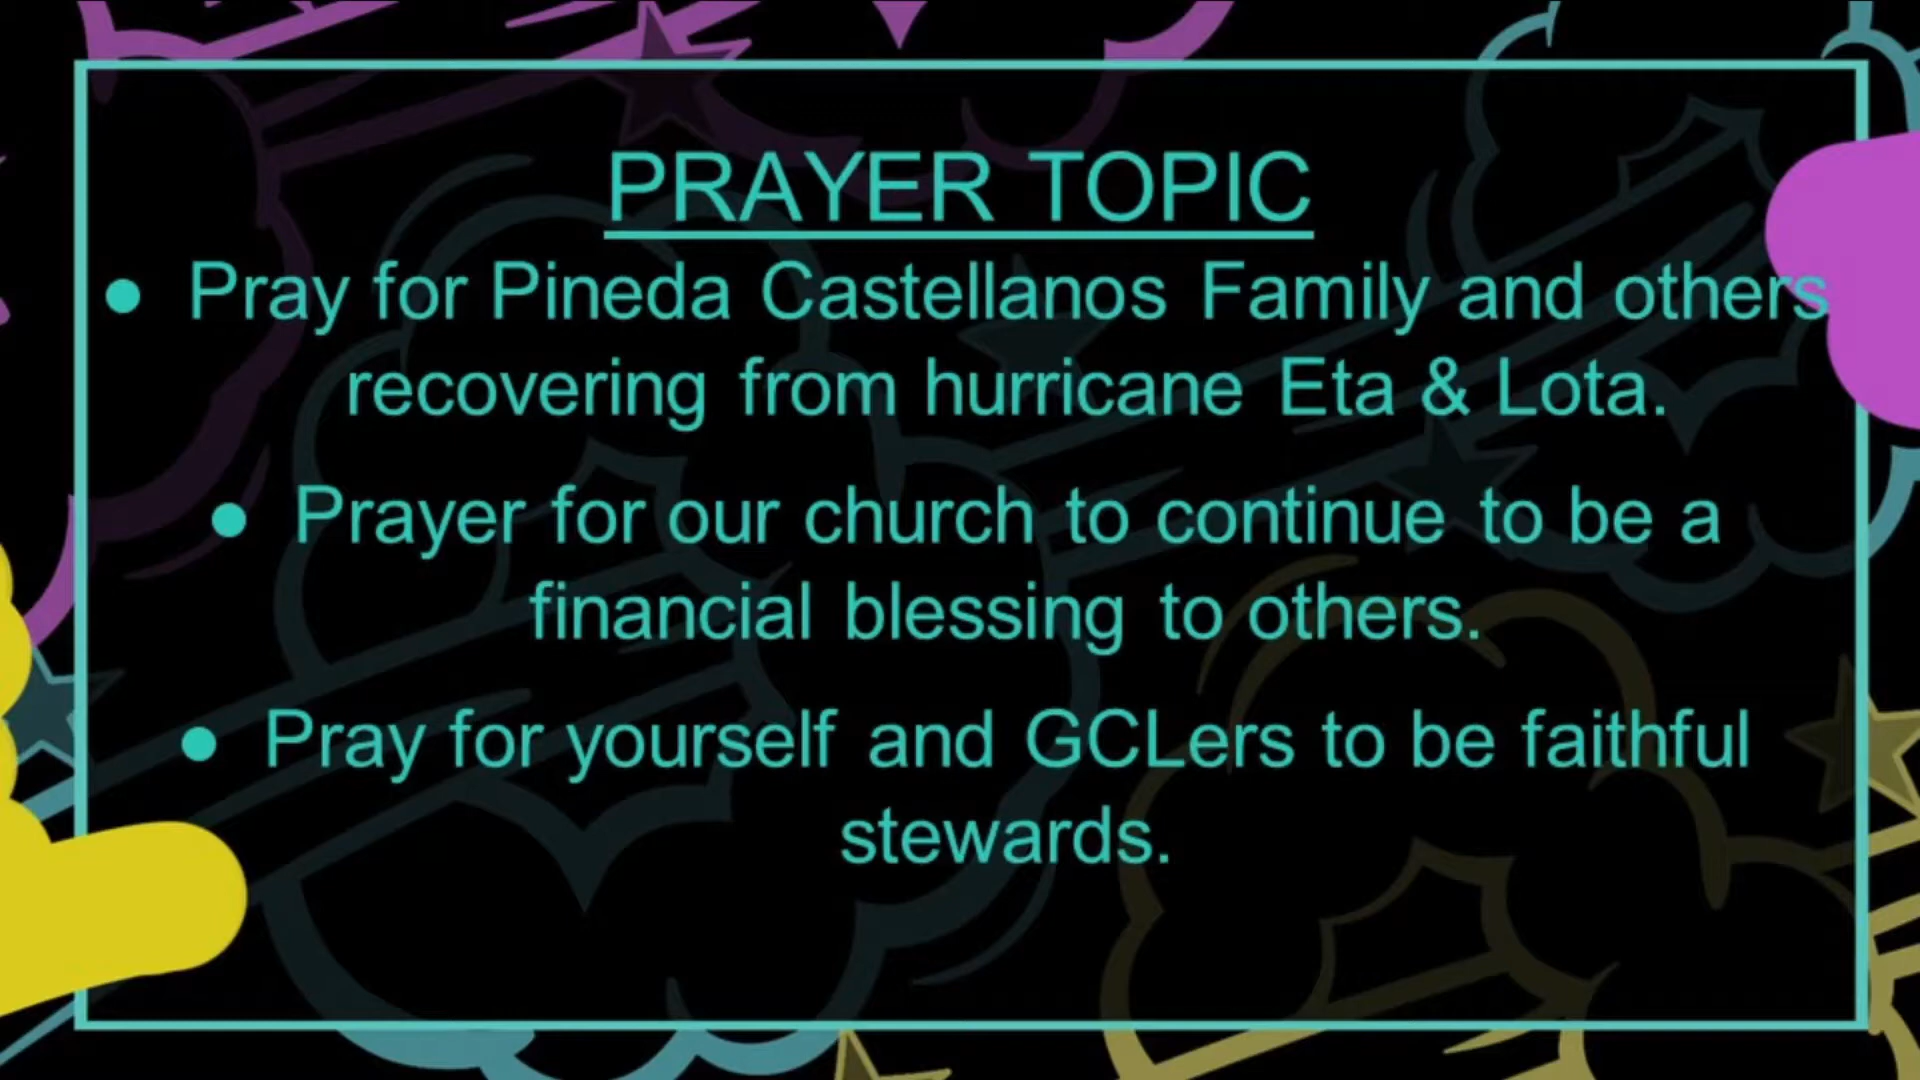 PRAYER TOPIC
● Pray for Pineda Castellanos Family and others
recovering from hurricane Eta & Lota.
● Prayer for our church to continue to be a
financial blessing to others.
● Pray for yourself and GCLers to be faithful
stewards.